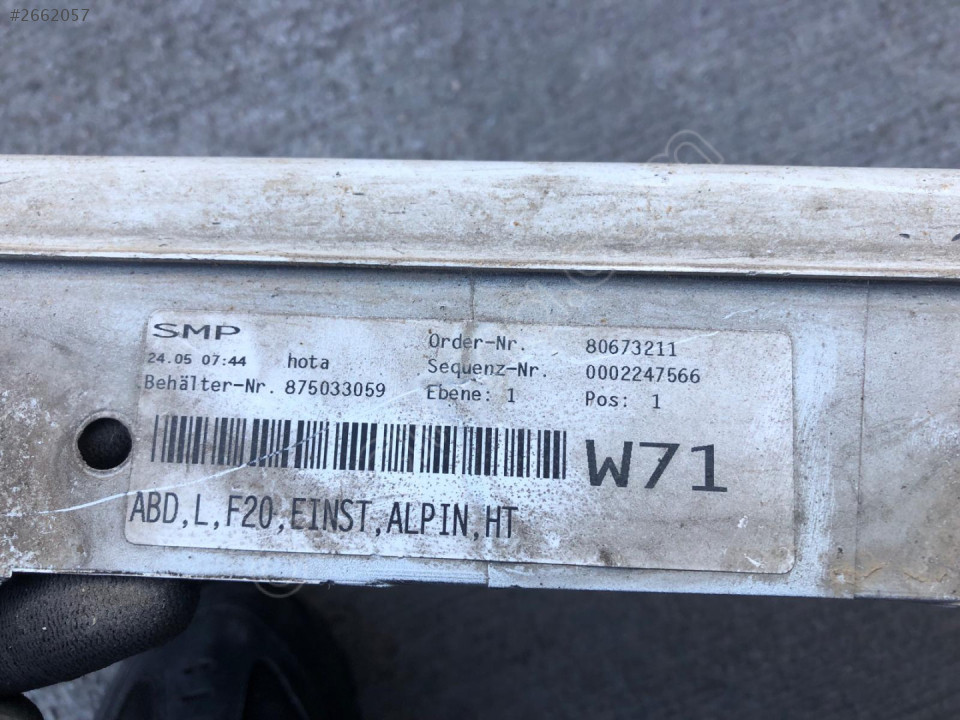 #2662057
SMP
24.05 07:44 hota
Behälter-Nr. 875033059
Order-Nr. 80673211
Sequenz-Nr. 0002247566
Ebene: 1 Pos: 1
W71
ABD,L,F20,EINST,ALPIN,HT